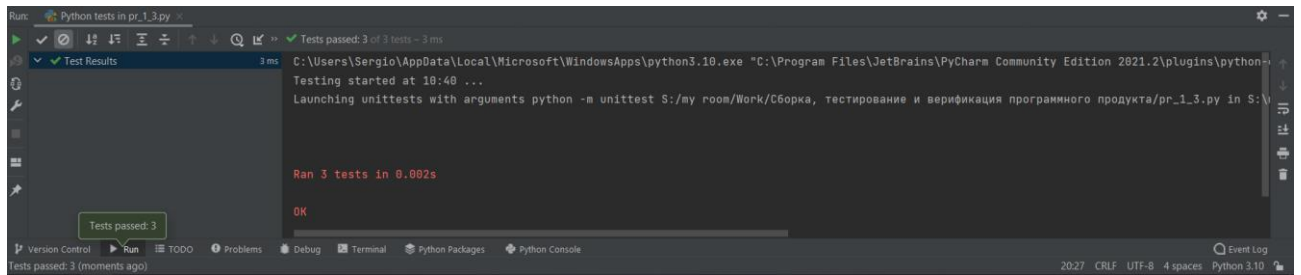 Run: Python tests in pr_1_3.py ×
» Tests passed: 3 of 3 tests – 3 ms
Test Results 3 ms
C:\Users\Sergio\AppData\Local\Microsoft\WindowsApps\python3.10.exe "C:\Program Files\JetBrains\PyCharm Community Edition 2021.2\plugins\python-
Testing started at 10:40 ...
Launching unittests with arguments python -m unittest S:/my room/Work/Сборка, тестирование и верификация программного продукта/pr_1_3.py in S:\
Ran 3 tests in 0.002s
OK
Tests passed: 3
Version Control Run TODO Problems Debug Terminal Python Packages Python Console Event Log
Tests passed: 3 (moments ago) 20:27 CRLF UTF-8 4 spaces Python 3.10